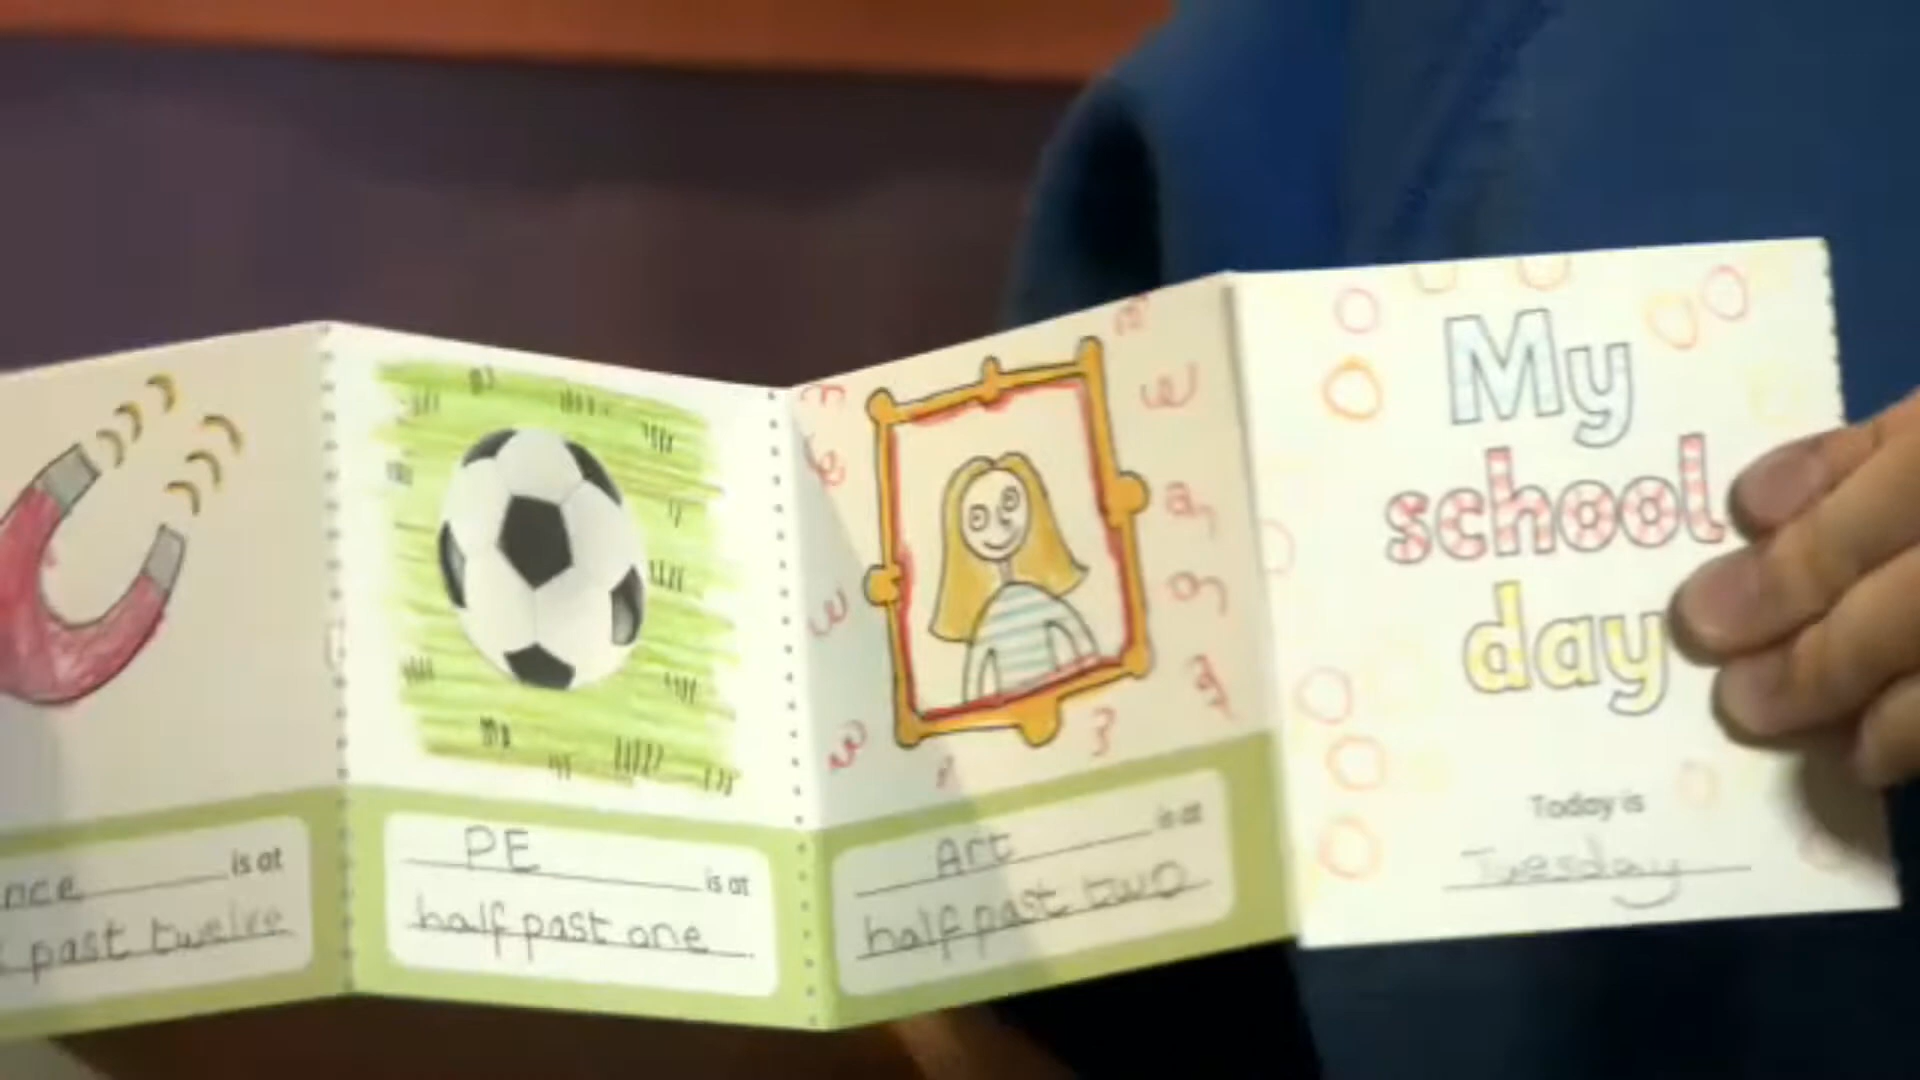 nce is at
past twelve
PE is at
half past one
Art is at
half past two
My
school
day
Today is
Tuesday